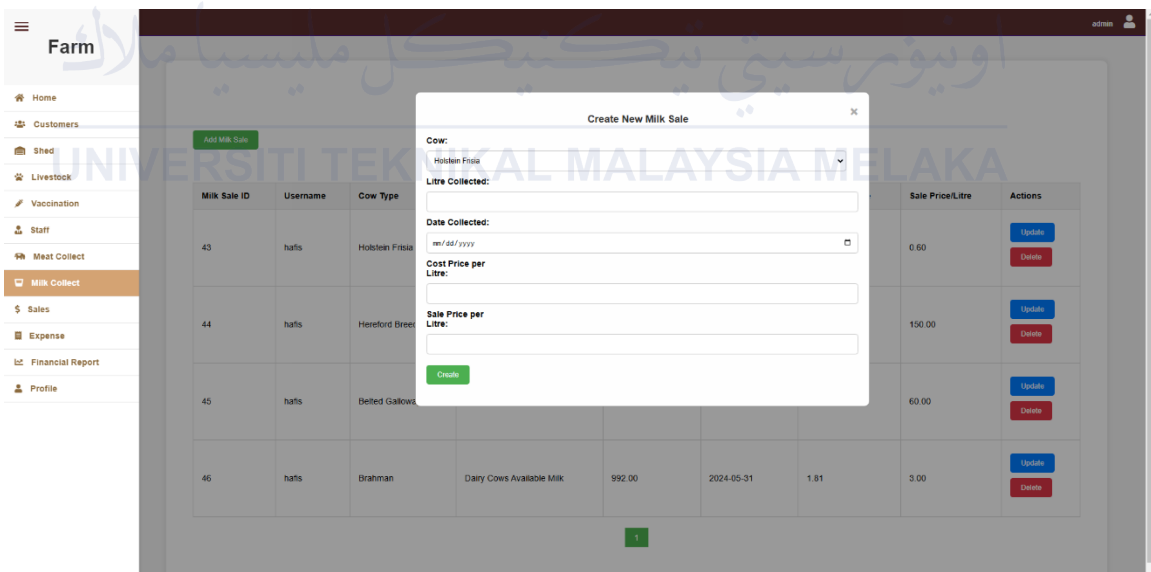 admin
Farm
Home
Customers
Shed
Livestock
Vaccination
Staff
Meat Collect
Milk Collect
Sales
Expense
Financial Report
Profile
اونيورسيتي تيكنيكل مليسيا ملاك
UNIVERSITI TEKNIKAL MALAYSIA MELAKA
Add Milk Sale
Milk Sale ID Username Cow Type Sale Price/Litre Actions
43 hafis Holstein Frisia 0.60 Update Delete
44 hafis Hereford Breed 150.00 Update Delete
45 hafis Belted Gallowa 60.00 Update Delete
46 hafis Brahman Dairy Cows Available Milk 992.00 2024-05-31 1.81 3.00 Update Delete
1
Create New Milk Sale
×
Cow:
Holstein Frisia
Litre Collected:
Date Collected:
mm/dd/yyyy
Cost Price per
Litre:
Sale Price per
Litre:
Create